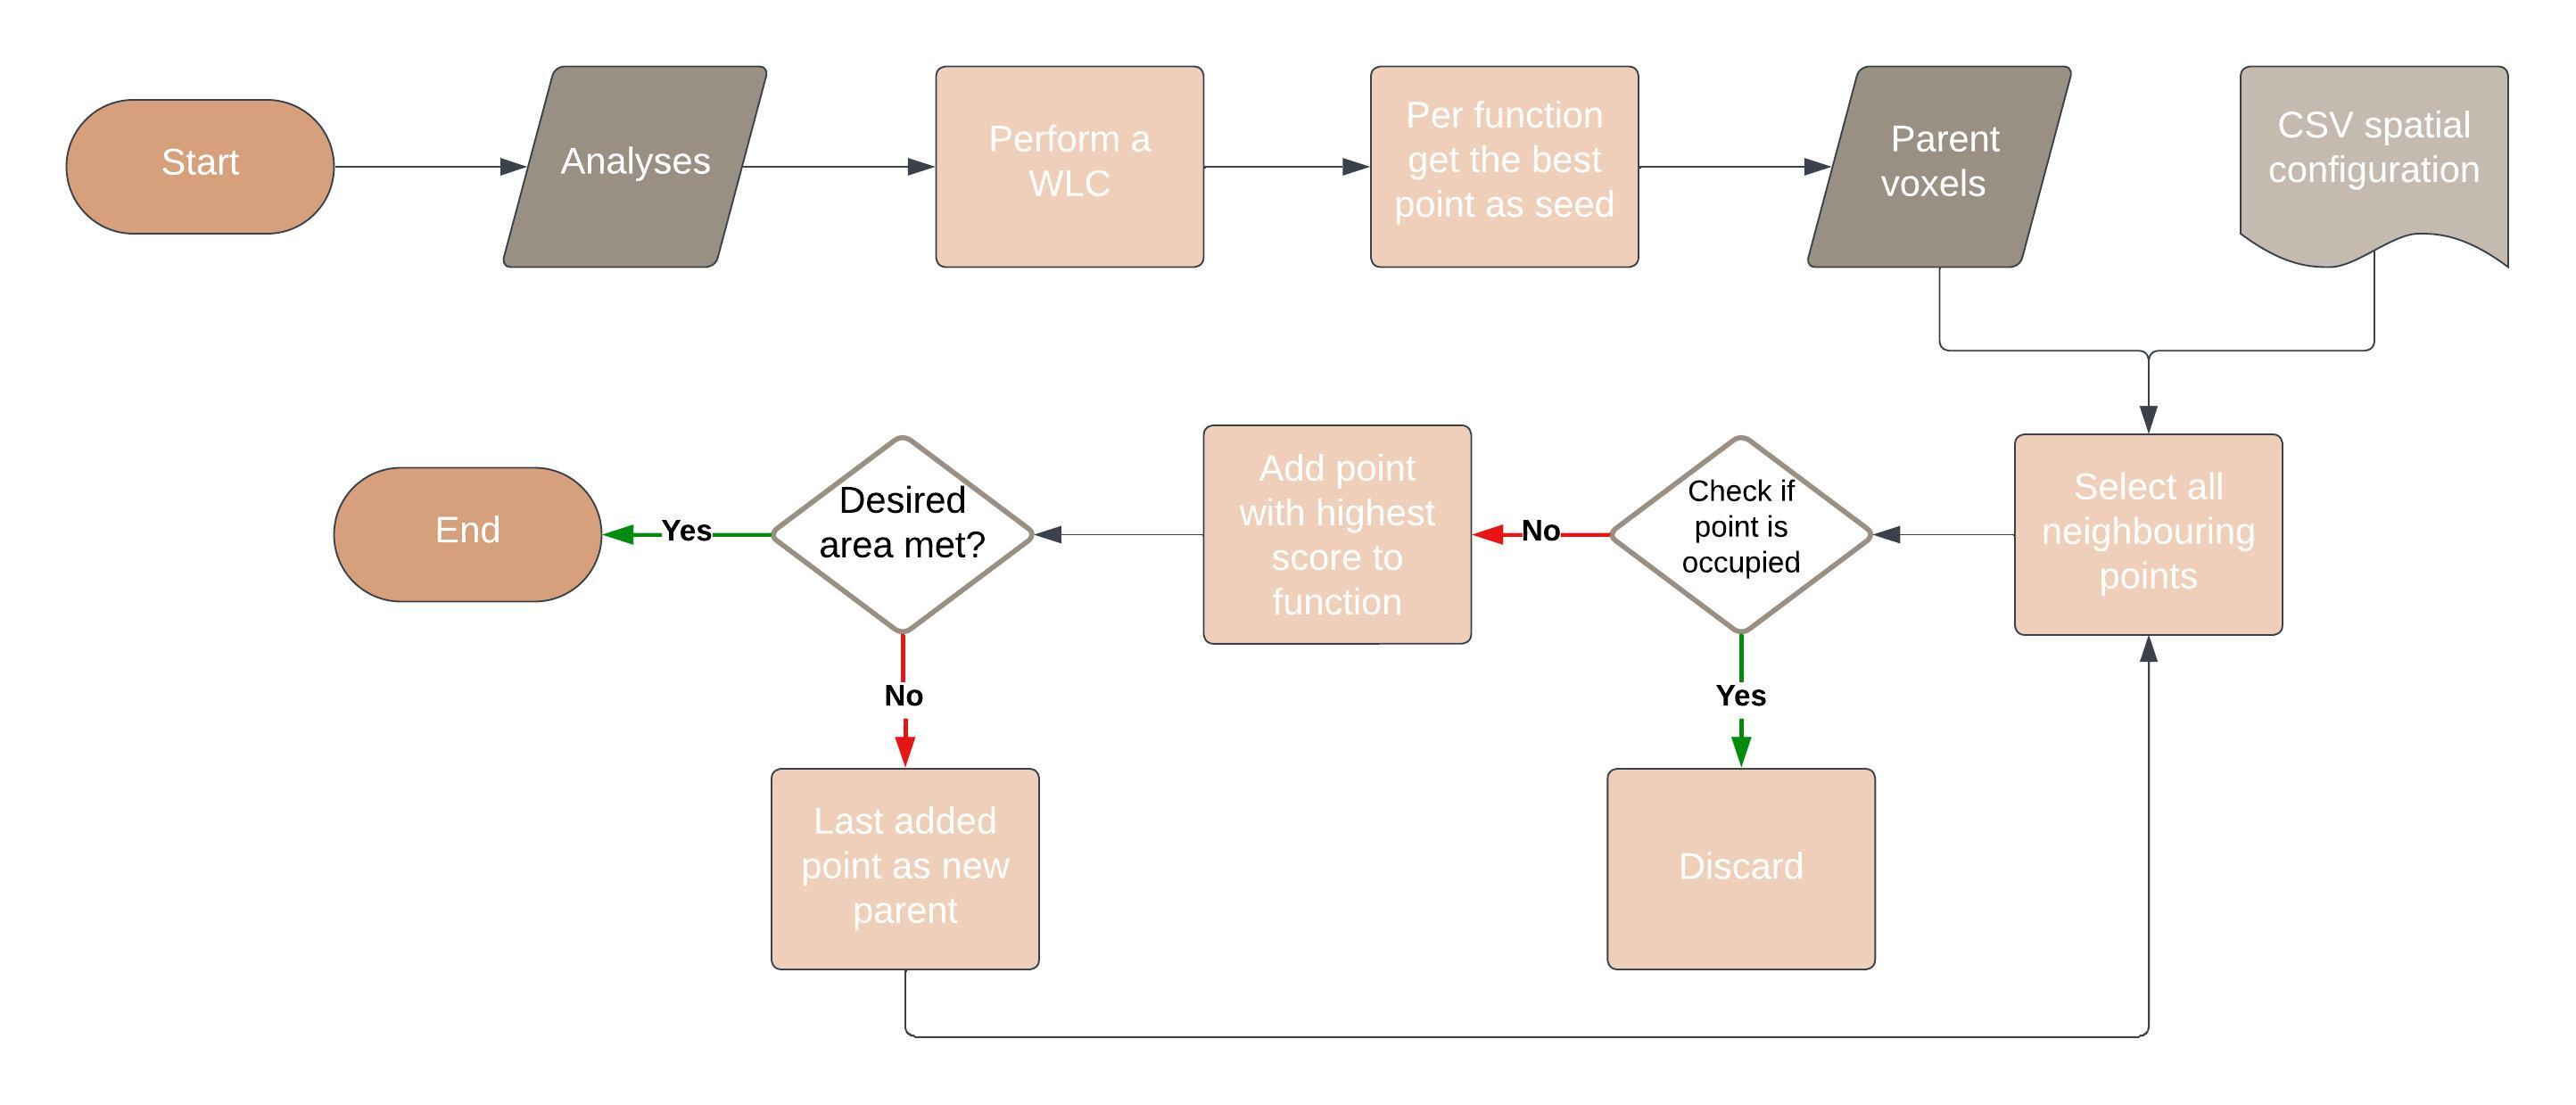 Start
Analyses
Perform a
WLC
Per function
get the best
point as seed
Parent
voxels
CSV spatial
configuration
Select all
neighbouring
points
Check if
point is
occupied
No
Yes
Discard
Add point
with highest
score to
function
Desired
area met?
Yes
End
No
Last added
point as new
parent